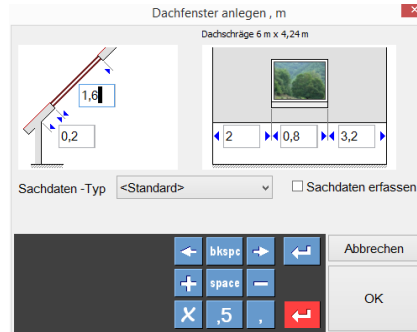 Dachfenster anlegen , m
Dachschräge 6 m x 4,24 m
1,6
0,2
2 0,8 3,2
Sachdaten -Typ <Standard> Sachdaten erfassen
bkspc Abbrechen
space
OK
,5 ,